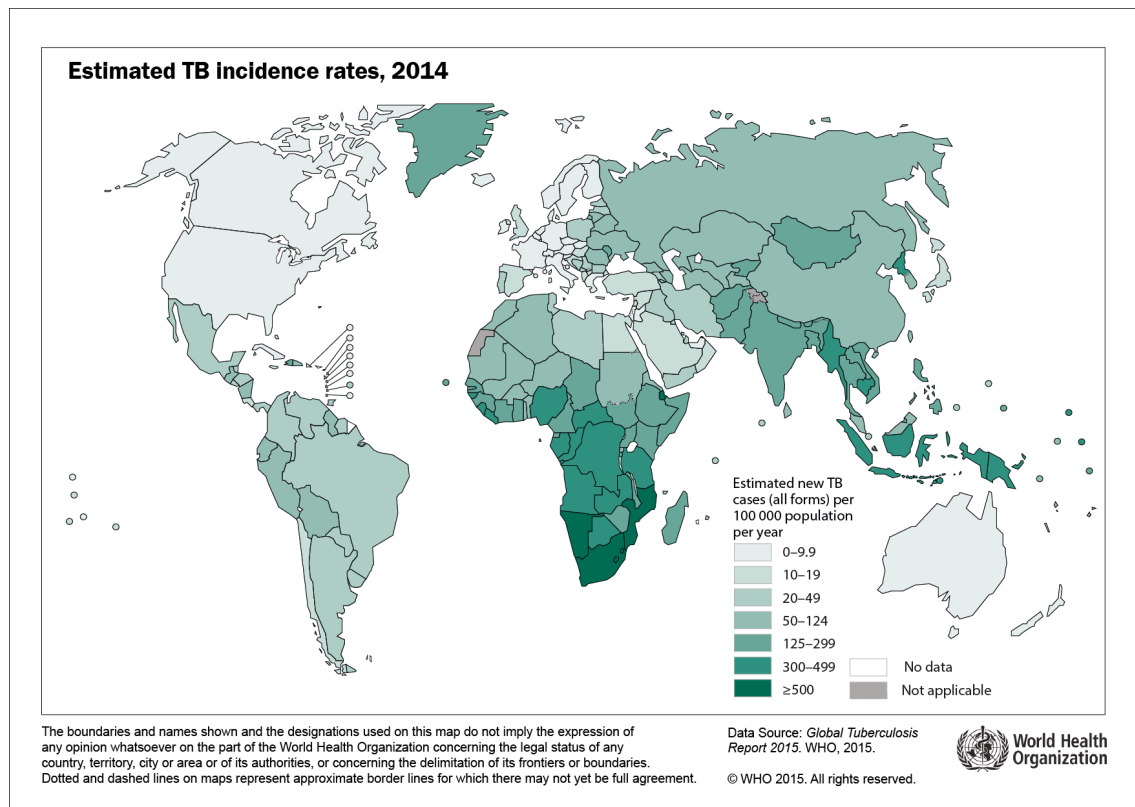 Estimated TB incidence rates, 2014
Estimated new TB
cases (all forms) per
100 000 population
per year
0–9.9
10–19
20–49
50–124
125–299
300–499
≥500
No data
Not applicable
The boundaries and names shown and the designations used on this map do not imply the expression of
any opinion whatsoever on the part of the World Health Organization concerning the legal status of any
country, territory, city or area or of its authorities, or concerning the delimitation of its frontiers or boundaries.
Dotted and dashed lines on maps represent approximate border lines for which there may not yet be full agreement.
Data Source: Global Tuberculosis
Report 2015. WHO, 2015.
© WHO 2015. All rights reserved.
World Health
Organization